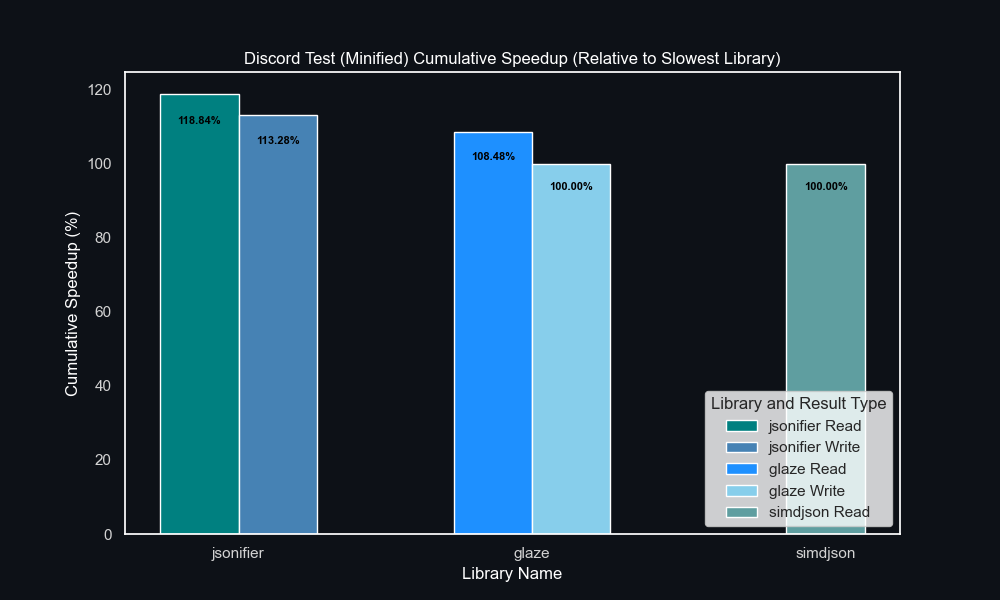 Discord Test (Minified) Cumulative Speedup (Relative to Slowest Library)
Cumulative Speedup (%)
120
100
80
60
40
20
0
118.84%
113.28%
108.48%
100.00%
100.00%
Library and Result Type
jsonifier Read
jsonifier Write
glaze Read
glaze Write
simdjson Read
jsonifier
glaze
simdjson
Library Name